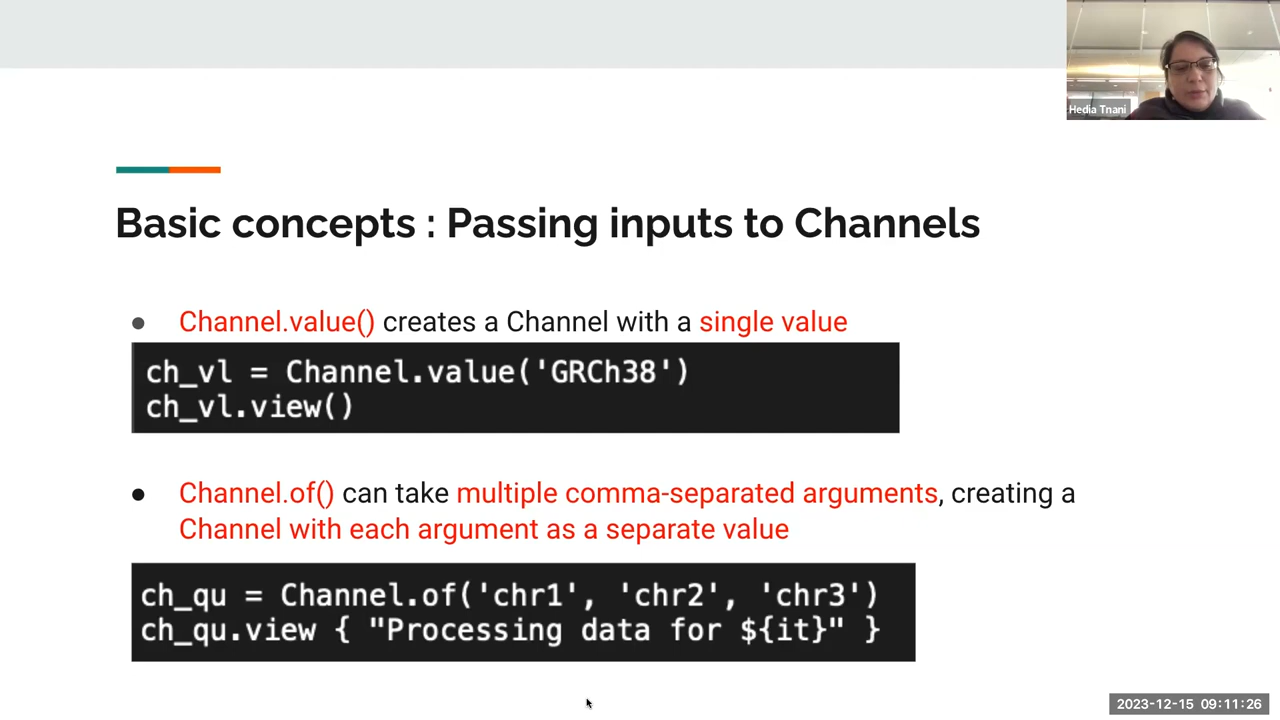 Hedia Tnani
Basic concepts : Passing inputs to Channels
● Channel.value() creates a Channel with a single value
ch_vl = Channel.value('GRCh38')
ch_vl.view()
● Channel.of() can take multiple comma-separated arguments, creating a
Channel with each argument as a separate value
ch_qu = Channel.of('chr1', 'chr2', 'chr3')
ch_qu.view { "Processing data for ${it}" }
2023-12-15 09:11:26